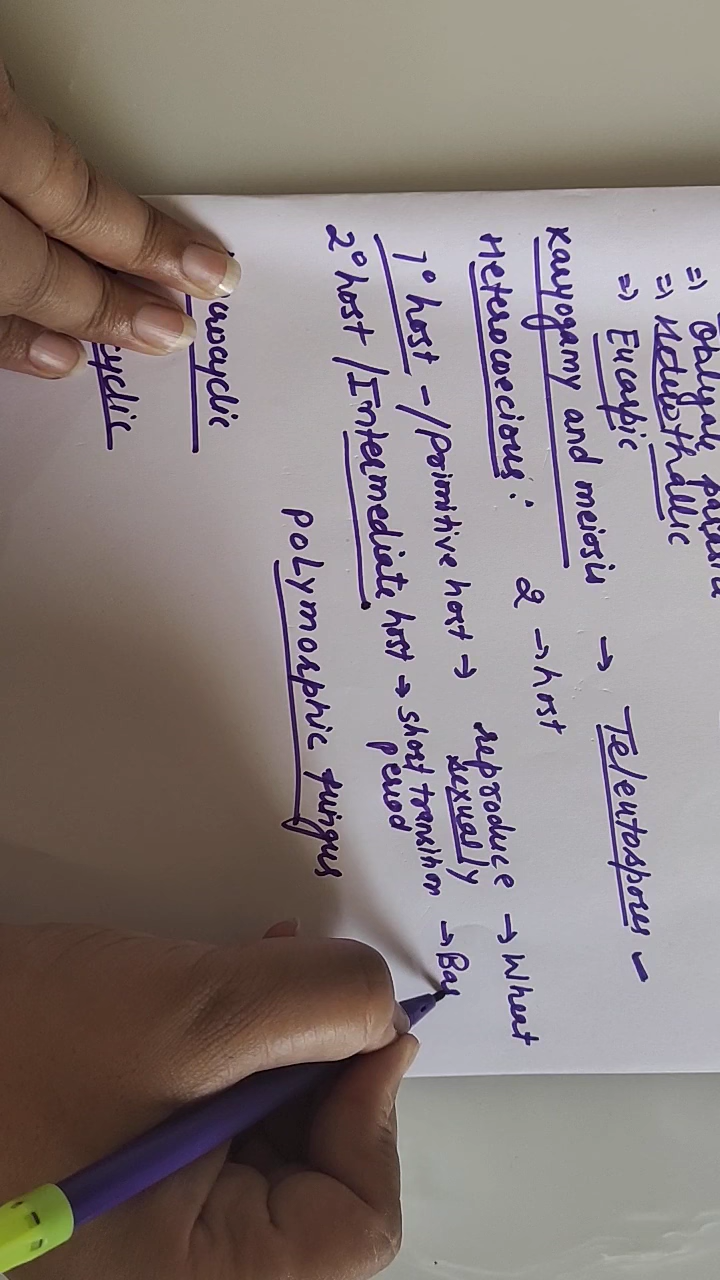 ⇒ Obligate
⇒ Heterothallic
⇒ Eucarpic
Karyogamy and meiosis → Teleutospores
Heteroecious: 2 → host
1° host - / primitive host → reproduce sexually → Wheat
2° host / Intermediate host → short transition period → Ba
Polymorphic fungus
cyclic
cyclic